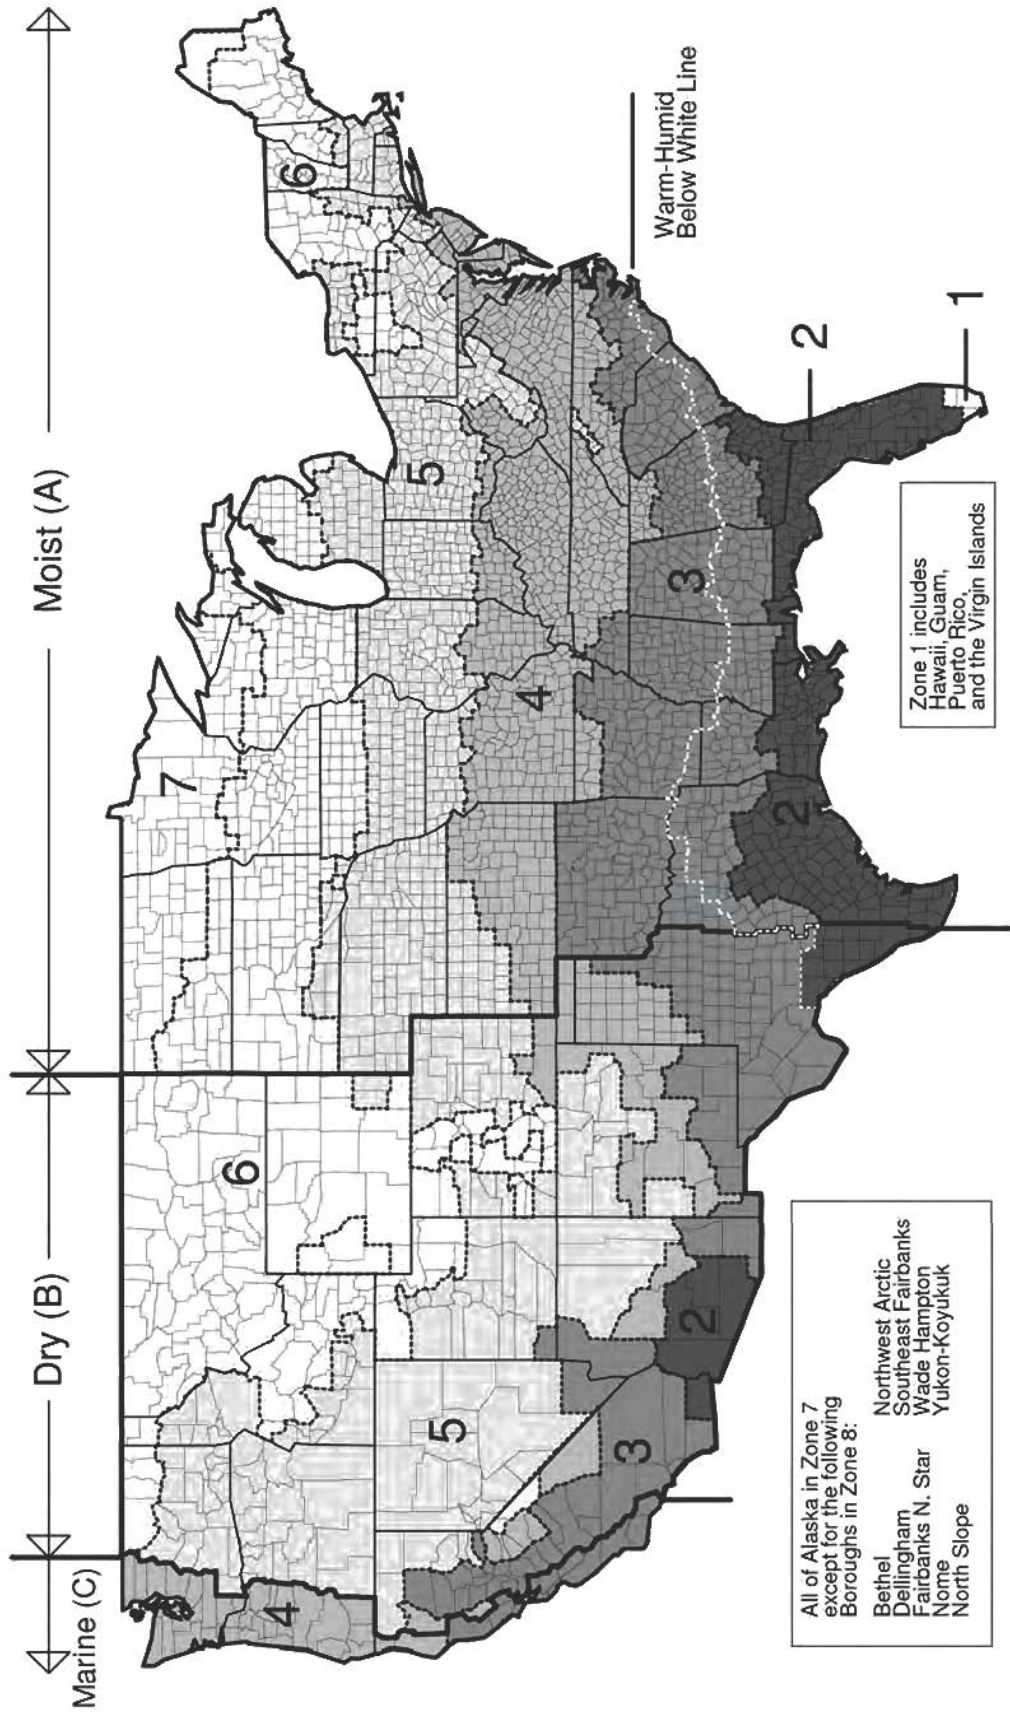 Marine (C)
Dry (B)
Moist (A)
7
6
6
5
5
4
4
3
3
2
2
2
1
Warm-Humid
Below White Line
All of Alaska in Zone 7
except for the following
Boroughs in Zone 8:
Bethel
Dellingham
Fairbanks N. Star
Nome
North Slope
Northwest Arctic
Southeast Fairbanks
Wade Hampton
Yukon-Koyukuk
Zone 1 includes
Hawaii, Guam,
Puerto Rico,
and the Virgin Islands